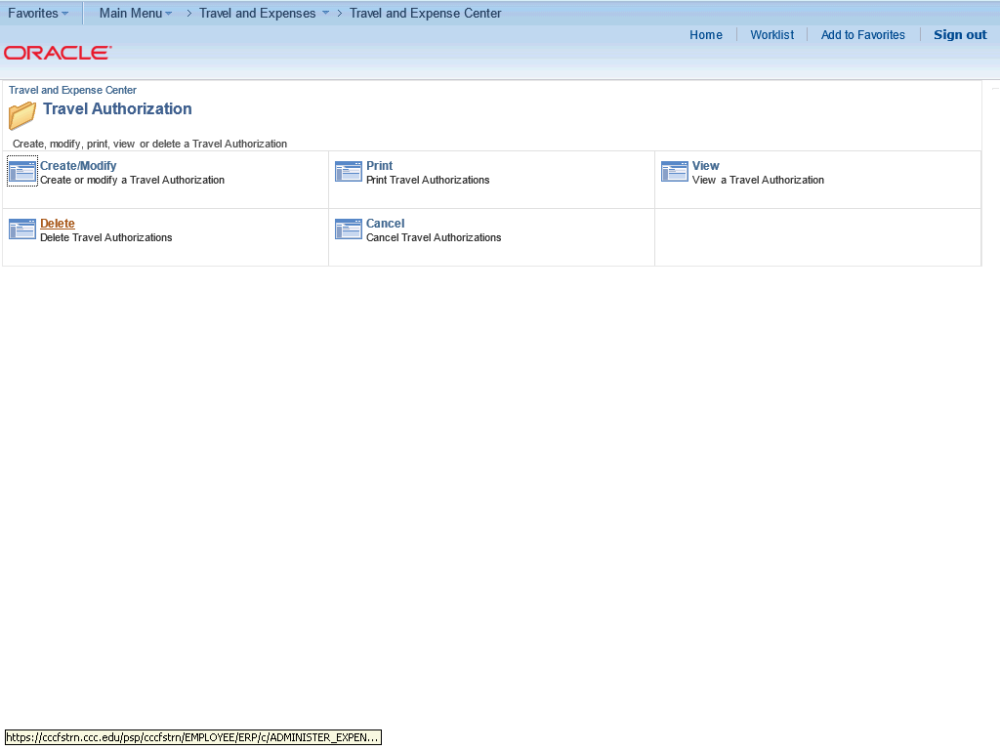 Favorites Main Menu > Travel and Expenses > Travel and Expense Center
Home Worklist Add to Favorites Sign out
ORACLE
Travel and Expense Center
Travel Authorization
Create, modify, print, view or delete a Travel Authorization
Create/Modify
Create or modify a Travel Authorization
Print
Print Travel Authorizations
View
View a Travel Authorization
Delete
Delete Travel Authorizations
Cancel
Cancel Travel Authorizations
https://cccfstrn.ccc.edu/psp/cccfstrn/EMPLOYEE/ERP/c/ADMINISTER_EXPEN...